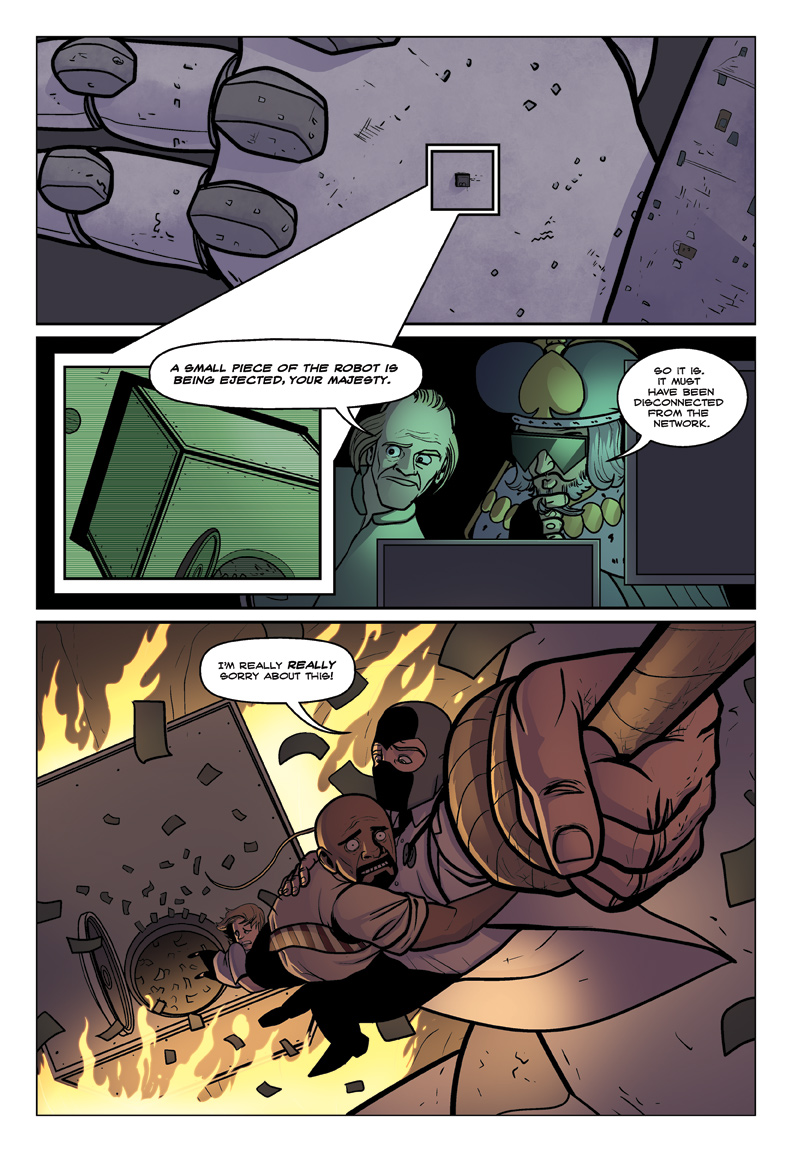 A SMALL PIECE OF THE ROBOT IS
BEING EJECTED, YOUR MAJESTY.
SO IT IS.
IT MUST
HAVE BEEN
DISCONNECTED
FROM THE
NETWORK.
I'M REALLY REALLY
SORRY ABOUT THIS!